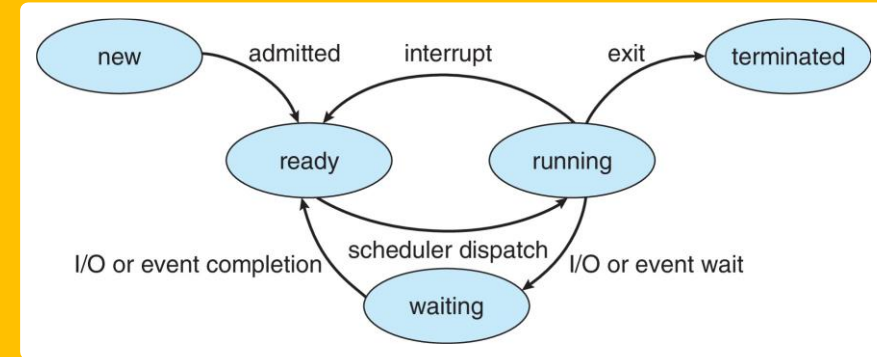 new
admitted
interrupt
exit
terminated
ready
running
I/O or event completion
scheduler dispatch
I/O or event wait
waiting